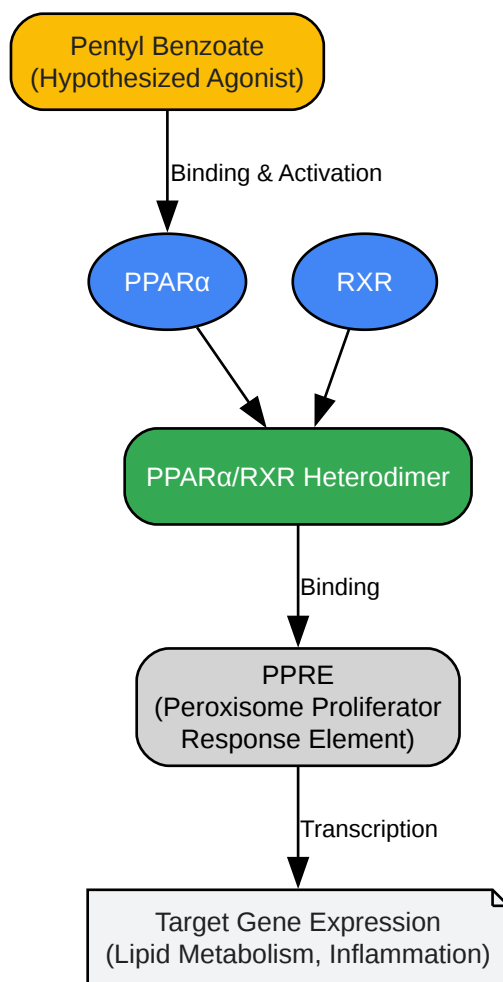 Pentyl Benzoate
(Hypothesized Agonist)
Binding & Activation
PPARα
RXR
PPARα/RXR Heterodimer
Binding
PPRE
(Peroxisome Proliferator
Response Element)
Transcription
Target Gene Expression
(Lipid Metabolism, Inflammation)